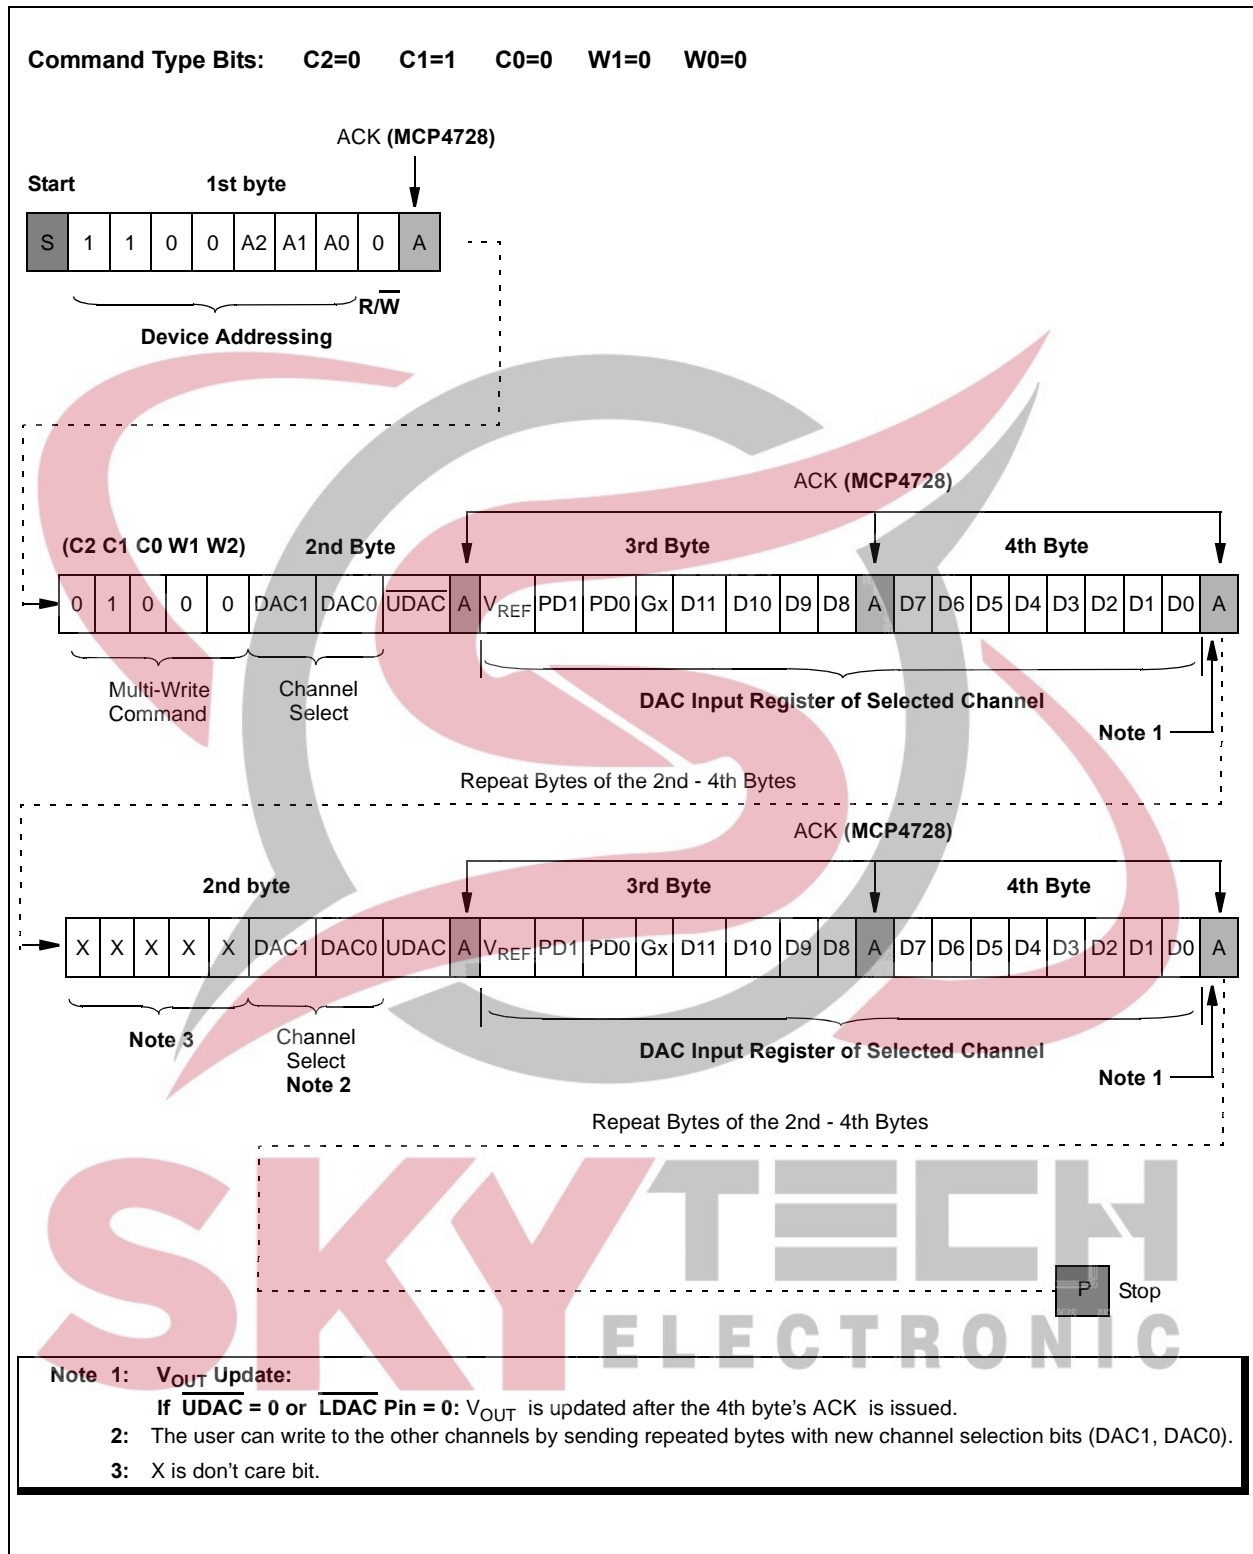 Command Type Bits: C2=0 C1=1 C0=0 W1=0 W0=0
ACK (MCP4728)
Start 1st byte
S 1 1 0 0 A2 A1 A0 0 A
R/W̅
Device Addressing
ACK (MCP4728)
(C2 C1 C0 W1 W2) 2nd Byte 3rd Byte 4th Byte
0 1 0 0 0 DAC1 DAC0 U̅D̅A̅C̅ A VREF PD1 PD0 Gx D11 D10 D9 D8 A D7 D6 D5 D4 D3 D2 D1 D0 A
Multi-Write Channel
Command Select
DAC Input Register of Selected Channel
Note 1
Repeat Bytes of the 2nd - 4th Bytes
ACK (MCP4728)
2nd byte 3rd Byte 4th Byte
X X X X X DAC1 DAC0 UDAC A VREF PD1 PD0 Gx D11 D10 D9 D8 A D7 D6 D5 D4 D3 D2 D1 D0 A
Note 3 Channel
Select
Note 2
DAC Input Register of Selected Channel
Note 1
Repeat Bytes of the 2nd - 4th Bytes
SKYTECH
P Stop
ELECTRONIC
Note 1: VOUT Update:
If U̅D̅A̅C̅ = 0 or L̅D̅A̅C̅ Pin = 0: VOUT is updated after the 4th byte's ACK is issued.
2: The user can write to the other channels by sending repeated bytes with new channel selection bits (DAC1, DAC0).
3: X is don't care bit.